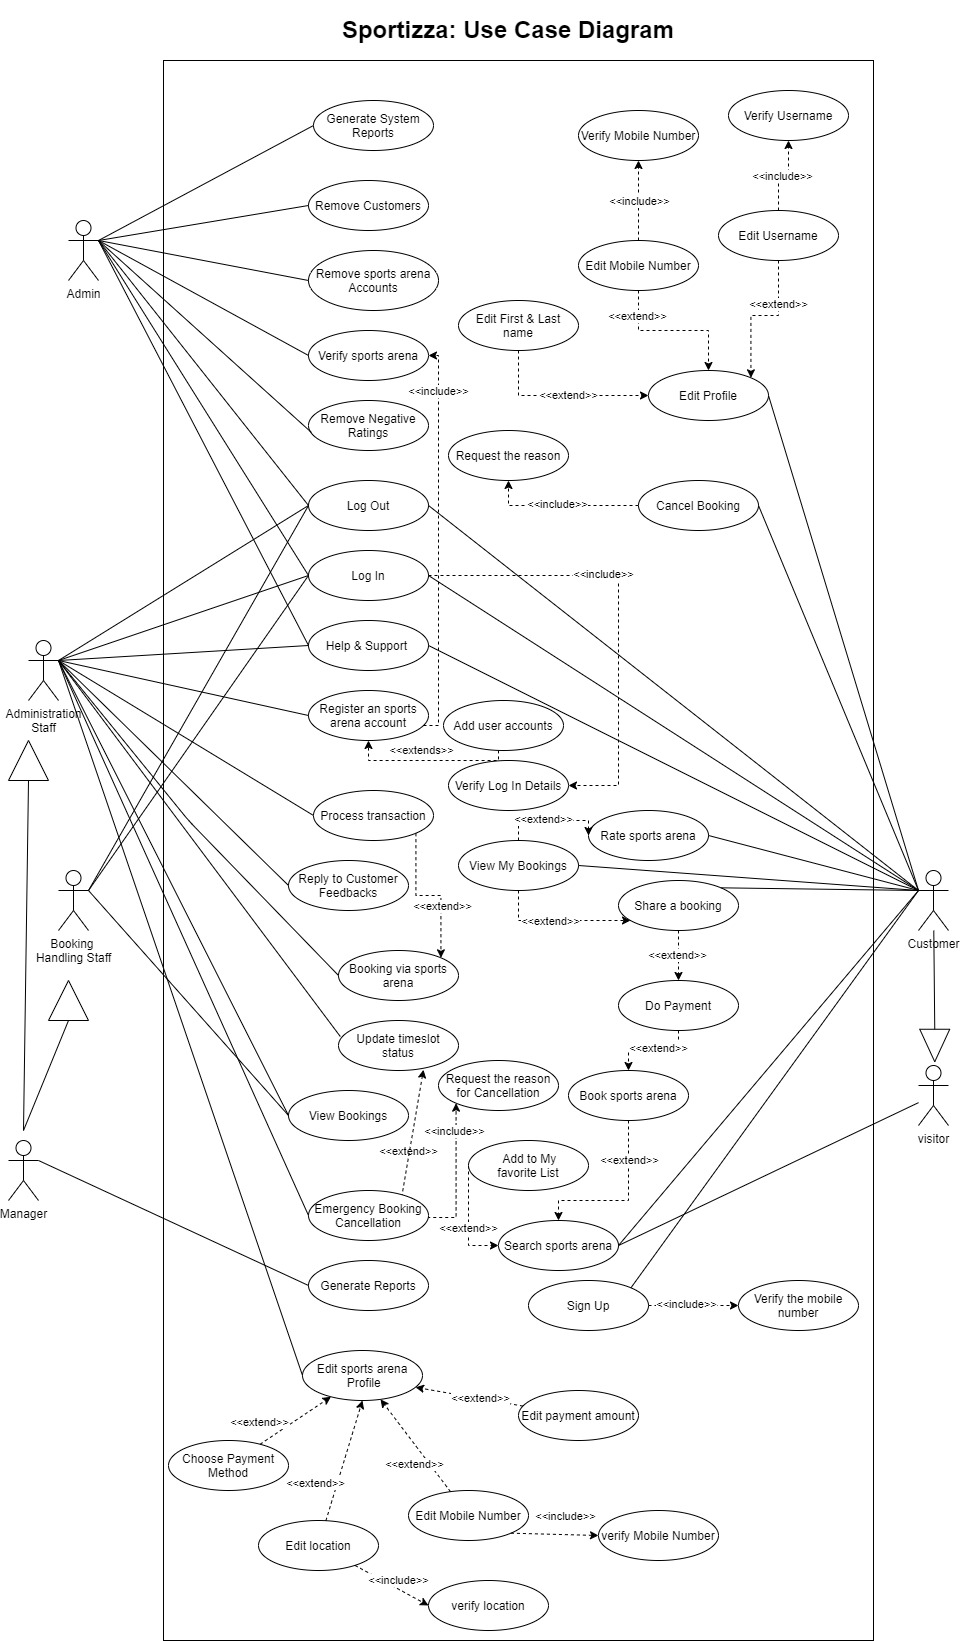 Sportizza: Use Case Diagram
Verify Username
Generate System
Reports
Verify Mobile Number
<<include>>
<<include>>
Remove Customers
Edit Username
Admin
Remove sports arena
Accounts
Edit Mobile Number
<<extend>>
<<extend>>
Edit First & Last
name
Verify sports arena
<<include>>
<<extend>>
Edit Profile
Remove Negative
Ratings
Request the reason
Log Out
<<include>>
Cancel Booking
Log In
<<include>>
Help & Support
Administration
Staff
Register an sports
arena account
Add user accounts
<<extends>>
Verify Log In Details
Process transaction
<<extend>>
Rate sports arena
View My Bookings
Reply to Customer
Feedbacks
<<extend>>
Share a booking
<<extend>>
Booking
Handling Staff
Customer
<<extend>>
Booking via sports
arena
Do Payment
Update timeslot
status
<<extend>>
Request the reason
for Cancellation
Book sports arena
View Bookings
<<include>>
visitor
<<extend>>
Add to My
favorite List
<<extend>>
Manager
Emergency Booking
Cancellation
<<extend>>
Search sports arena
Generate Reports
Sign Up
<<include>>
Verify the mobile
number
Edit sports arena
Profile
<<extend>>
<<extend>>
Edit payment amount
Choose Payment
Method
<<extend>>
<<extend>>
Edit Mobile Number
<<include>>
verify Mobile Number
Edit location
<<include>>
verify location